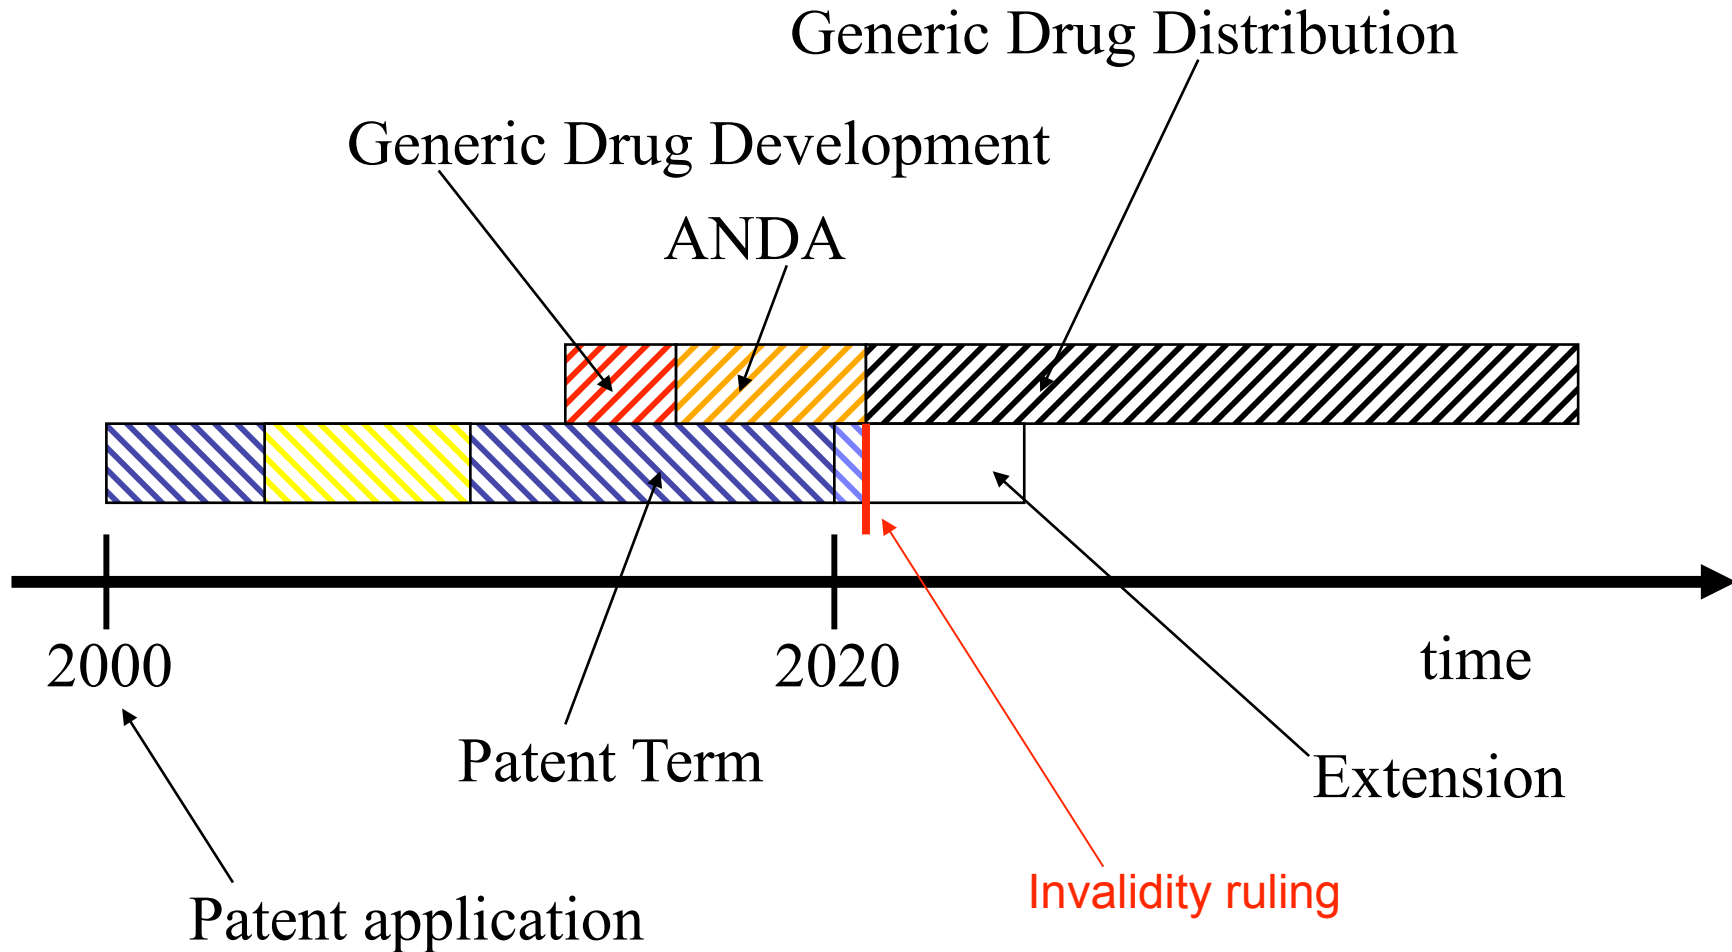 Generic Drug Distribution
Generic Drug Development
ANDA
2000
2020
time
Patent Term
Extension
Invalidity ruling
Patent application